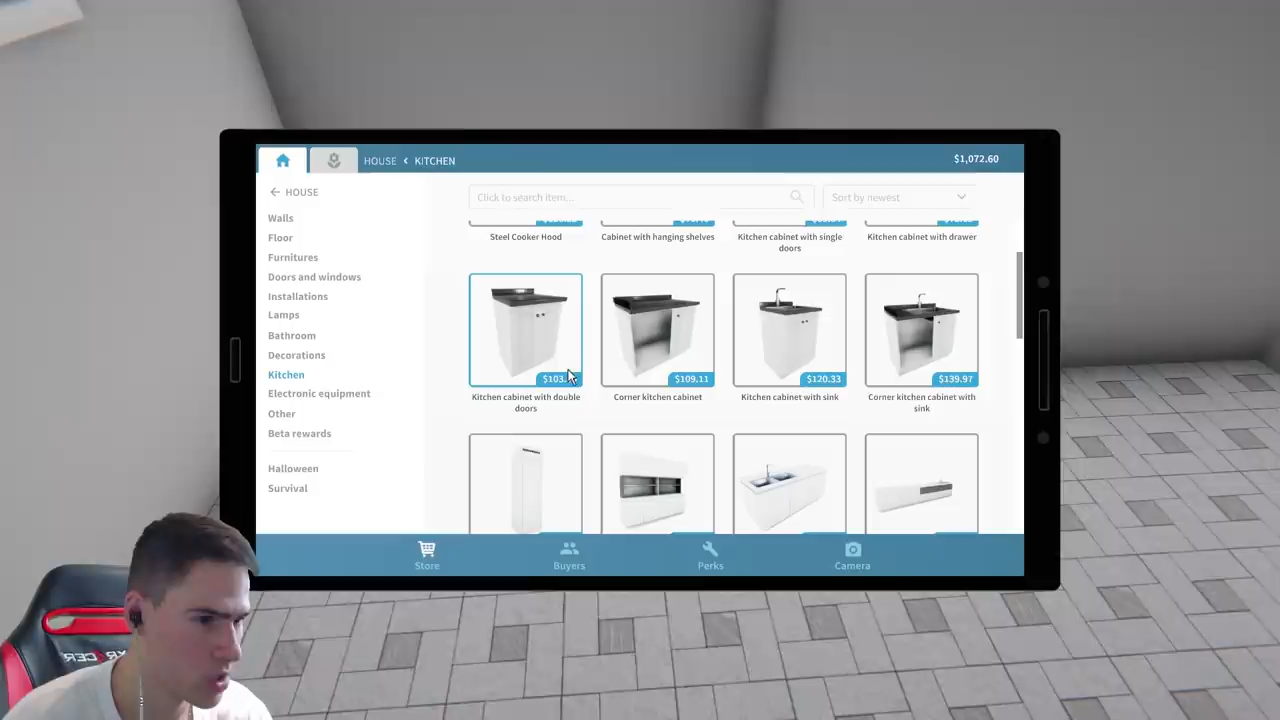 HOUSE < KITCHEN
$1,072.60
← HOUSE
Click to search item...
Sort by newest
Walls
Floor
Furnitures
Doors and windows
Installations
Lamps
Bathroom
Decorations
Kitchen
Electronic equipment
Other
Beta rewards
Halloween
Survival
Steel Cooker Hood
Cabinet with hanging shelves
Kitchen cabinet with single
doors
Kitchen cabinet with drawer
$103.
$109.11
$120.33
$139.97
Kitchen cabinet with double
doors
Corner kitchen cabinet
Kitchen cabinet with sink
Corner kitchen cabinet with
sink
Store
Buyers
Perks
Camera